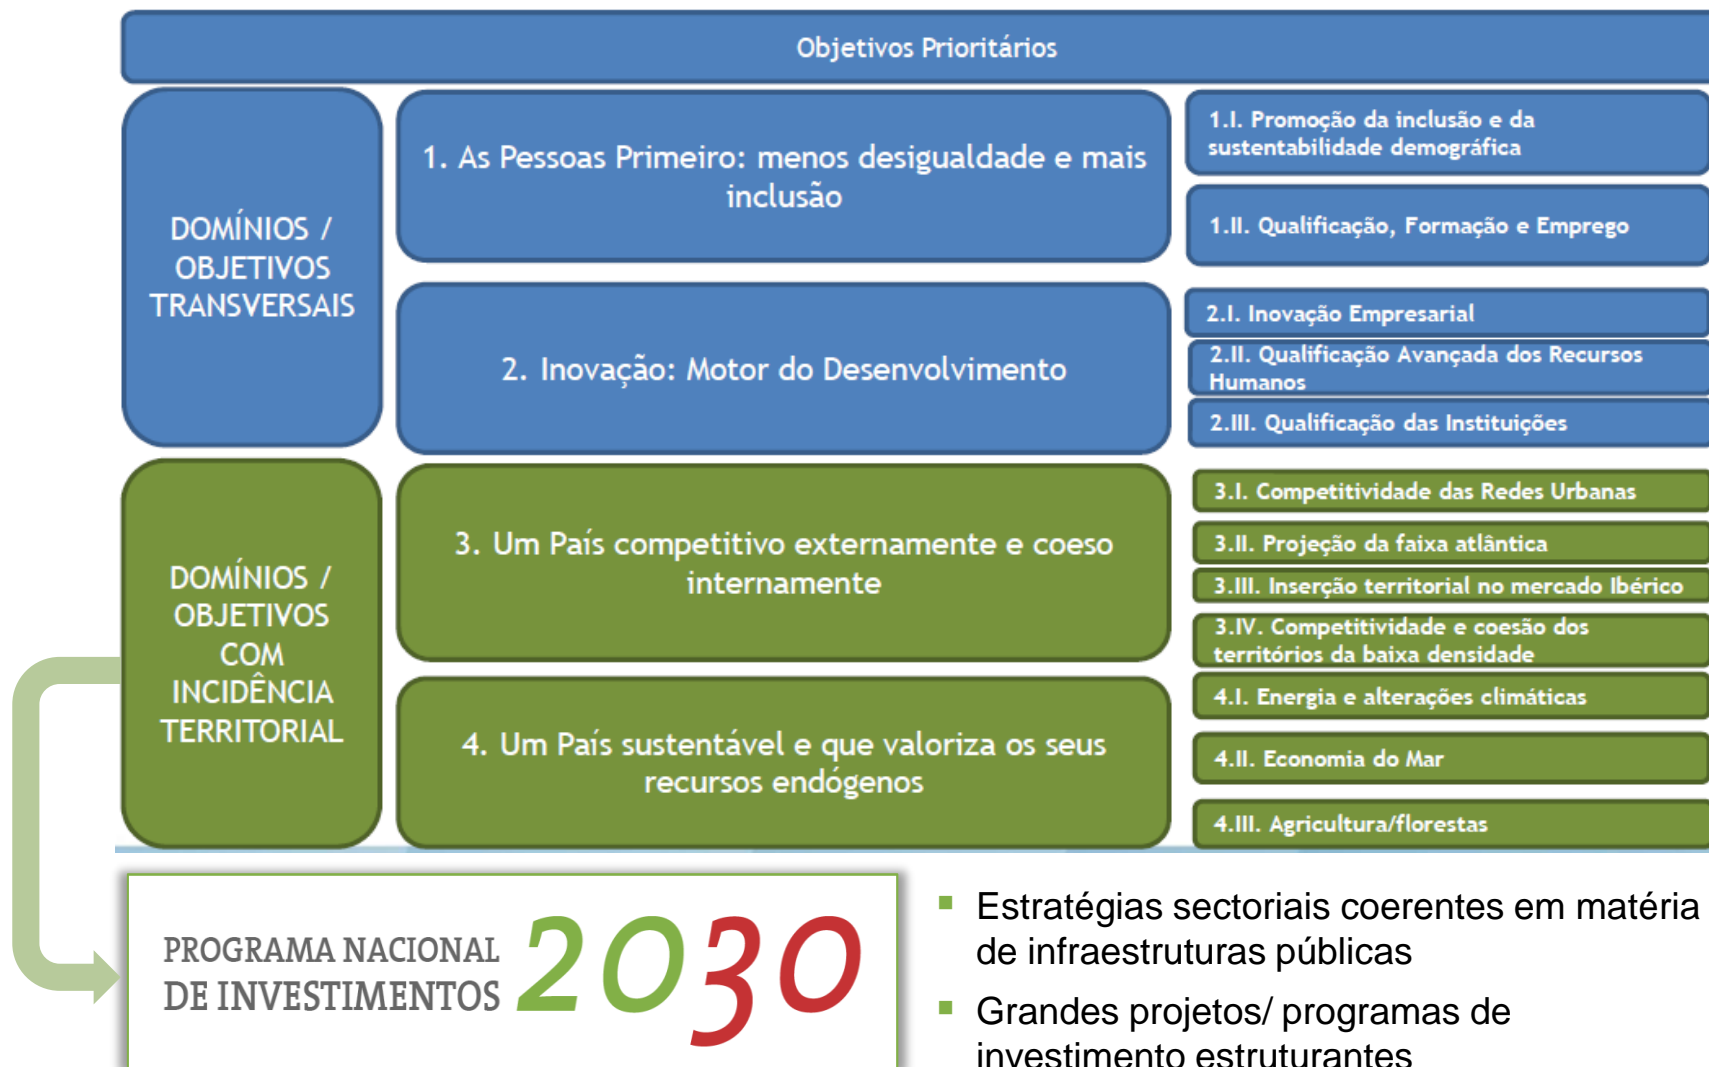 Objetivos Prioritários
DOMÍNIOS /
OBJETIVOS
TRANSVERSAIS
1. As Pessoas Primeiro: menos desigualdade e mais
inclusão
1.I. Promoção da inclusão e da
sustentabilidade demográfica
1.II. Qualificação, Formação e Emprego
2. Inovação: Motor do Desenvolvimento
2.I. Inovação Empresarial
2.II. Qualificação Avançada dos Recursos
Humanos
2.III. Qualificação das Instituições
DOMÍNIOS /
OBJETIVOS
COM
INCIDÊNCIA
TERRITORIAL
3. Um País competitivo externamente e coeso
internamente
3.I. Competitividade das Redes Urbanas
3.II. Projeção da faixa atlântica
3.III. Inserção territorial no mercado Ibérico
3.IV. Competitividade e coesão dos
territórios da baixa densidade
4. Um País sustentável e que valoriza os seus
recursos endógenos
4.I. Energia e alterações climáticas
4.II. Economia do Mar
4.III. Agricultura/florestas
PROGRAMA NACIONAL
DE INVESTIMENTOS 2030
▪ Estratégias sectoriais coerentes em matéria
de infraestruturas públicas
▪ Grandes projetos/ programas de
investimento estruturantes